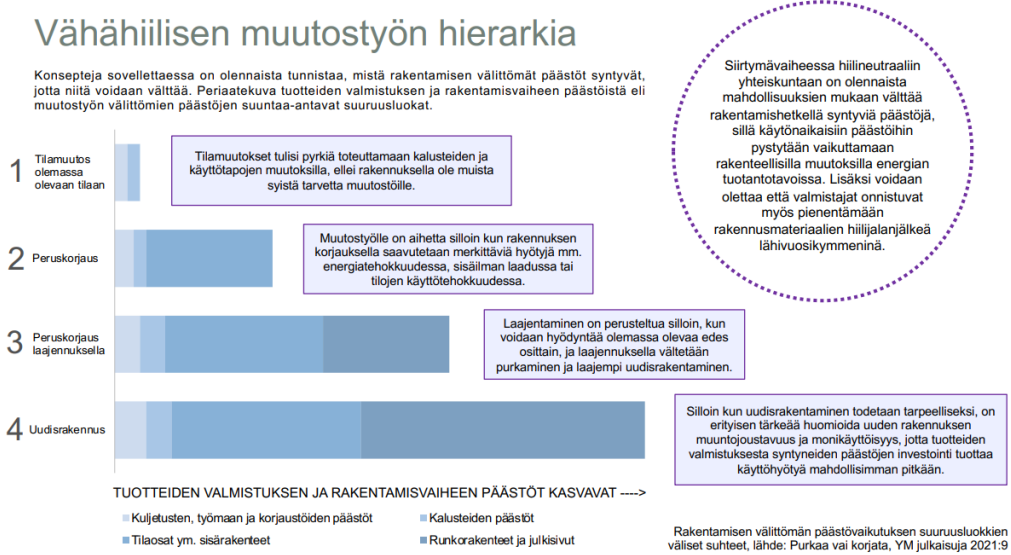 Vähähiilisen muutostyön hierarkia
Konsepteja sovellettaessa on olennaista tunnistaa, mistä rakentamisen välittömät päästöt syntyvät,
jotta niitä voidaan välttää. Periaatekuva tuotteiden valmistuksen ja rakentamisvaiheen päästöistä eli
muutostyön välittömien päästöjen suuntaa-antavat suuruusluokat.
Siirtymävaiheessa hiilineutraaliin
yhteiskuntaan on olennaista
mahdollisuuksien mukaan välttää
rakentamishetkellä syntyviä päästöjä,
sillä käytönaikaisiin päästöihin
pystytään vaikuttamaan
rakenteellisilla muutoksilla energian
tuotantotavoissa. Lisäksi voidaan
olettaa että valmistajat onnistuvat
myös pienentämään
rakennusmateriaalien hiilijalanjälkeä
lähivuosikymmeninä.
1
Tilamuutos
olemassa
olevaan tilaan
Tilamuutokset tulisi pyrkiä toteuttamaan kalusteiden ja
käyttötapojen muutoksilla, ellei rakennuksella ole muista
syistä tarvetta muutostöille.
2
Peruskorjaus
Muutostyölle on aihetta silloin kun rakennuksen
korjauksella saavutetaan merkittäviä hyötyjä mm.
energiatehokkuudessa, sisäilman laadussa tai
tilojen käyttötehokkuudessa.
3
Peruskorjaus
laajennuksella
Laajentaminen on perusteltua silloin, kun
voidaan hyödyntää olemassa olevaa edes
osittain, ja laajennuksella vältetään
purkaminen ja laajempi uudisrakentaminen.
4
Uudisrakennus
Silloin kun uudisrakentaminen todetaan tarpeelliseksi, on
erityisen tärkeää huomioida uuden rakennuksen
muuntojoustavuus ja monikäyttöisyys, jotta tuotteiden
valmistuksesta syntyneiden päästöjen investointi tuottaa
käyttöhyötyä mahdollisimman pitkään.
TUOTTEIDEN VALMISTUKSEN JA RAKENTAMISVAIHEEN PÄÄSTÖT KASVAVAT ---->
Kuljetusten, työmaan ja korjaustöiden päästöt
Kalusteiden päästöt
Tilaosat ym. sisärakenteet
Runkorakenteet ja julkisivut
Rakentamisen välittömän päästövaikutuksen suuruusluokkien
väliset suhteet, lähde: Purkaa vai korjata, YM julkaisuja 2021:9